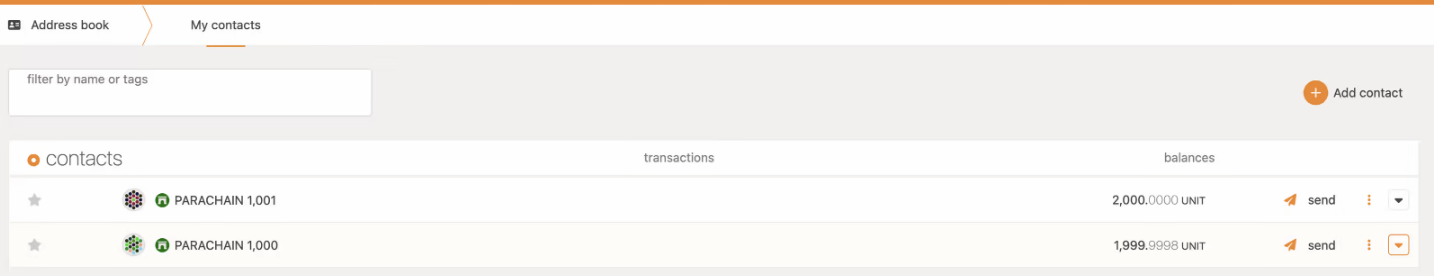 Address book My contacts
filter by name or tags
Add contact
contacts transactions balances
PARACHAIN 1,001 2,000.0000 UNIT send
PARACHAIN 1,000 1,999.9998 UNIT send